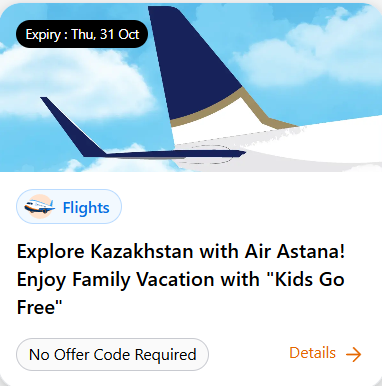 Expiry : Thu, 31 Oct
Flights
Explore Kazakhstan with Air Astana!
Enjoy Family Vacation with "Kids Go
Free"
No Offer Code Required
Details